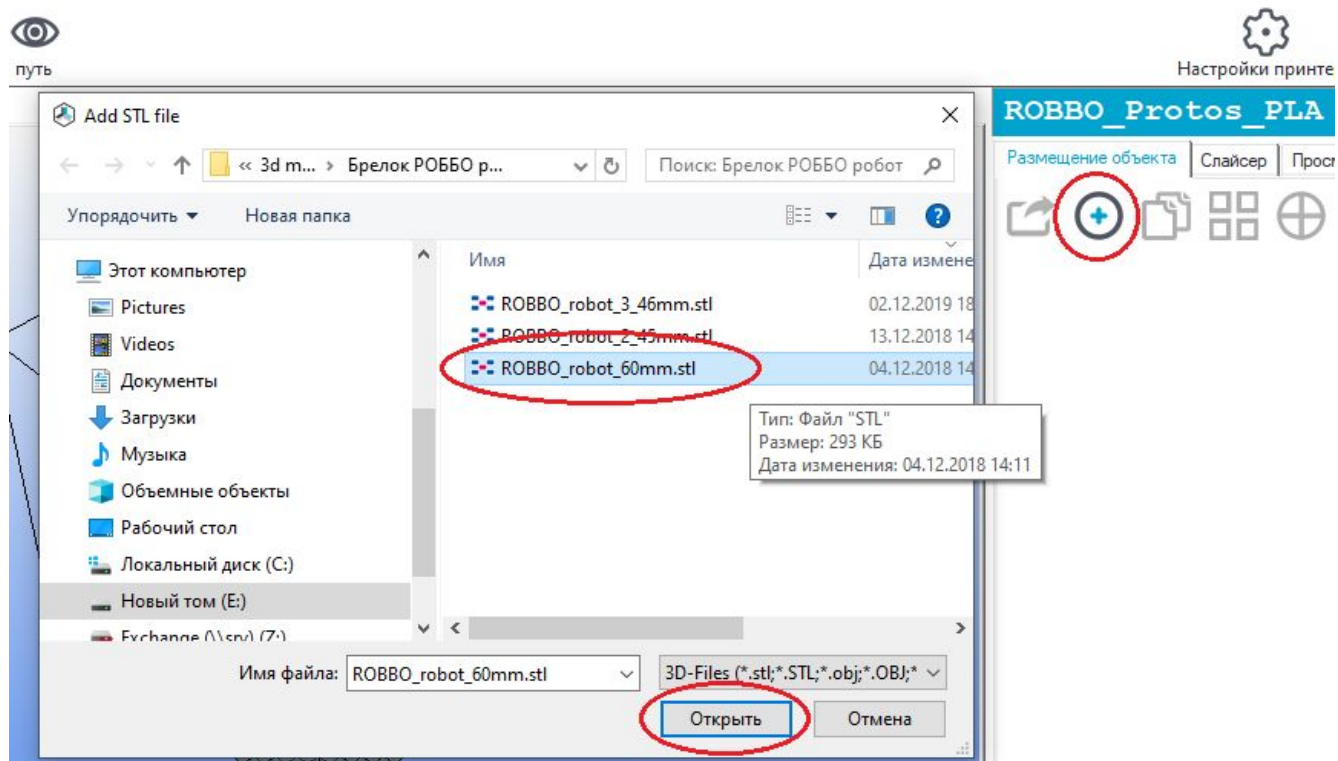 путь
Настройки принте
Add STL file
ROBBO_Protos_PLA
« 3d m... › Брелок РОББО р...
Поиск: Брелок РОББО робот
Размещение объекта
Слайсер
Прос
Упорядочить
Новая папка
Имя
Дата измене
Этот компьютер
Pictures
Videos
Документы
Загрузки
Музыка
Объемные объекты
Рабочий стол
Локальный диск (C:)
Новый том (E:)
Exchange (\\srv) (Z:)
ROBBO_robot_3_46mm.stl 02.12.2019 18
ROBBO_robot_2_45mm.stl 13.12.2018 14
ROBBO_robot_60mm.stl 04.12.2018 14
Тип: Файл "STL"
Размер: 293 КБ
Дата изменения: 04.12.2018 14:11
Имя файла: ROBBO_robot_60mm.stl
3D-Files (*.stl;*.STL;*.obj;*.OBJ;*
Открыть
Отмена